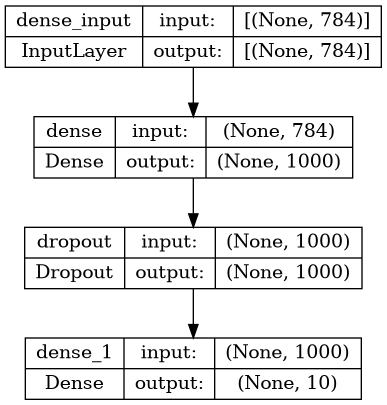 dense_input input: [(None, 784)]
InputLayer output: [(None, 784)]
dense input: (None, 784)
Dense output: (None, 1000)
dropout input: (None, 1000)
Dropout output: (None, 1000)
dense_1 input: (None, 1000)
Dense output: (None, 10)